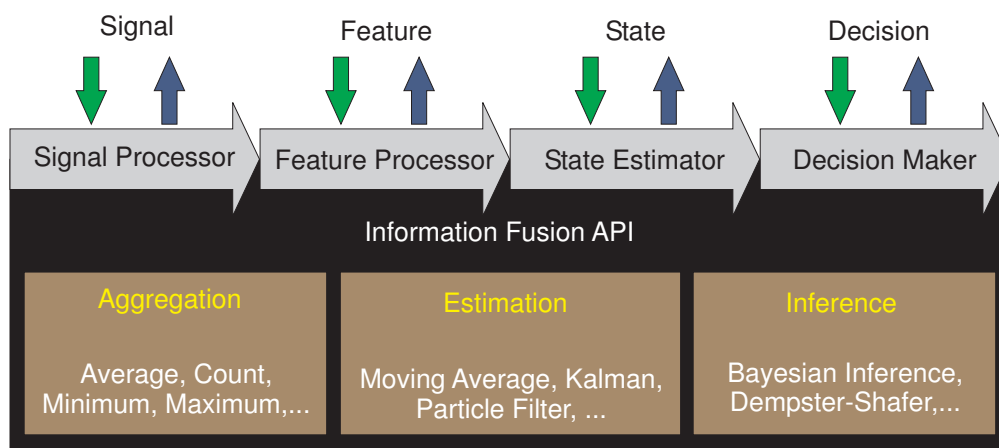 Signal
Feature
State
Decision
Signal Processor
Feature Processor
State Estimator
Decision Maker
Information Fusion API
Aggregation
Average, Count,
Minimum, Maximum,...
Estimation
Moving Average, Kalman,
Particle Filter, ...
Inference
Bayesian Inference,
Dempster-Shafer,...